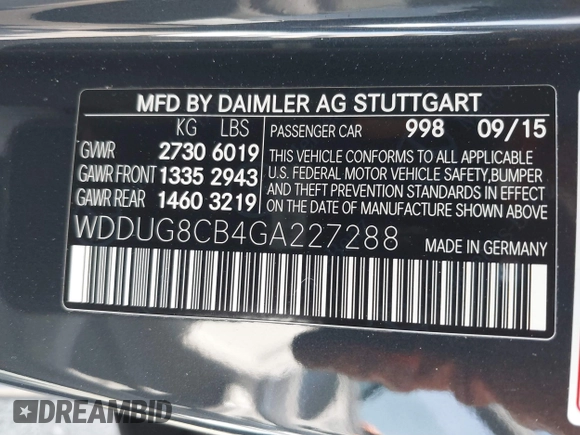 MFD BY DAIMLER AG STUTTGART
KG LBS
GVWR 2730 6019
GAWR FRONT 1335 2943
GAWR REAR 1460 3219
PASSENGER CAR 998 09/15
THIS VEHICLE CONFORMS TO ALL APPLICABLE
U.S. FEDERAL MOTOR VEHICLE SAFETY,BUMPER
AND THEFT PREVENTION STANDARDS IN EFFECT
ON THE DATE OF MANUFACTURE SHOWN ABOVE
WDDUG8CB4GA227288 MADE IN GERMANY
DREAMBID